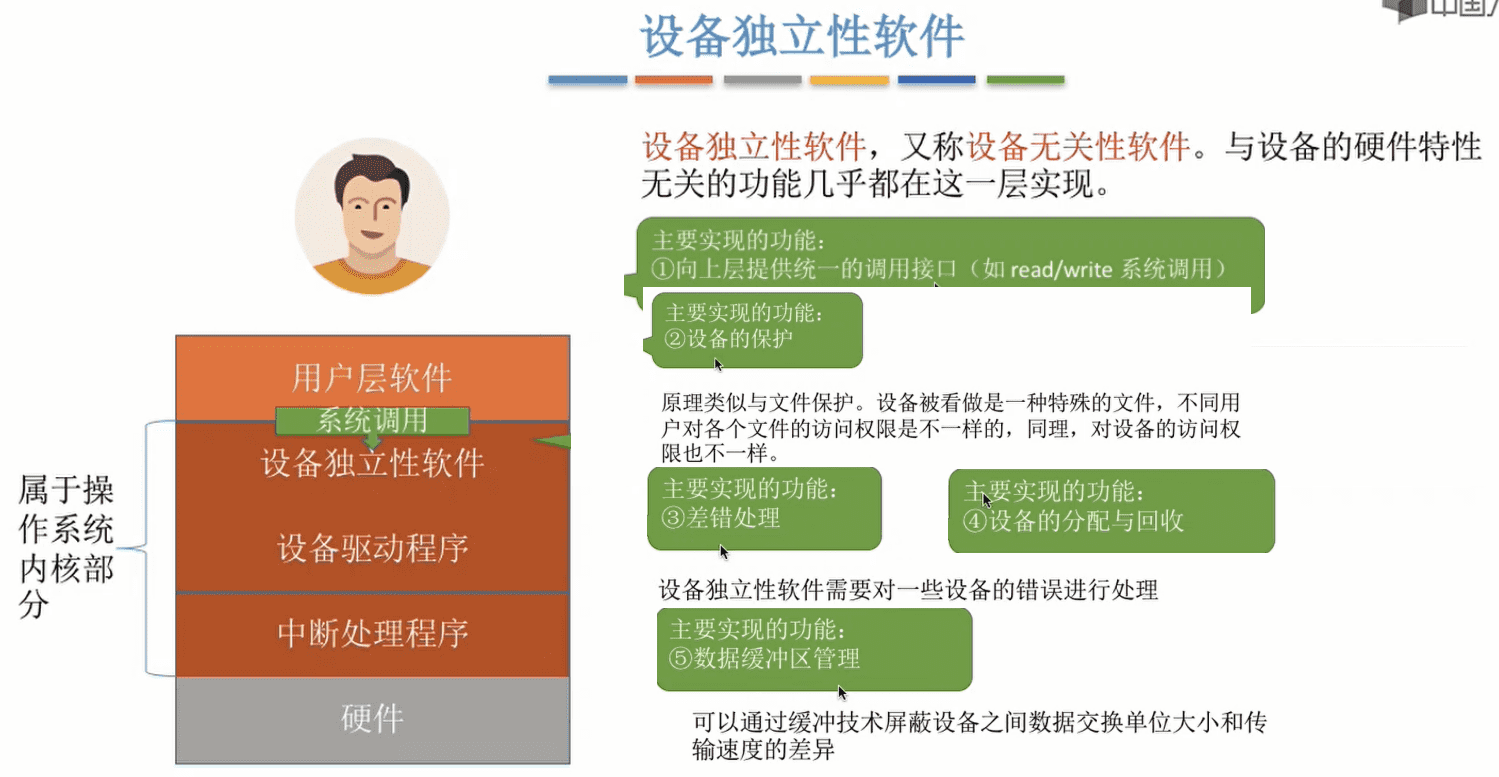 设备独立性软件
设备独立性软件，又称设备无关性软件。与设备的硬件特性
无关的功能几乎都在这一层实现。
主要实现的功能：
①向上层提供统一的调用接口（如 read/write 系统调用）
主要实现的功能：
②设备的保护
原理类似与文件保护。设备被看做是一种特殊的文件，不同用
户对各个文件的访问权限是不一样的，同理，对设备的访问权
限也不一样。
主要实现的功能：
③差错处理
主要实现的功能：
④设备的分配与回收
设备独立性软件需要对一些设备的错误进行处理
主要实现的功能：
⑤数据缓冲区管理
可以通过缓冲技术屏蔽设备之间数据交换单位大小和传
输速度的差异
用户层软件
系统调用
设备独立性软件
设备驱动程序
中断处理程序
硬件
属于操
作系统
内核部
分